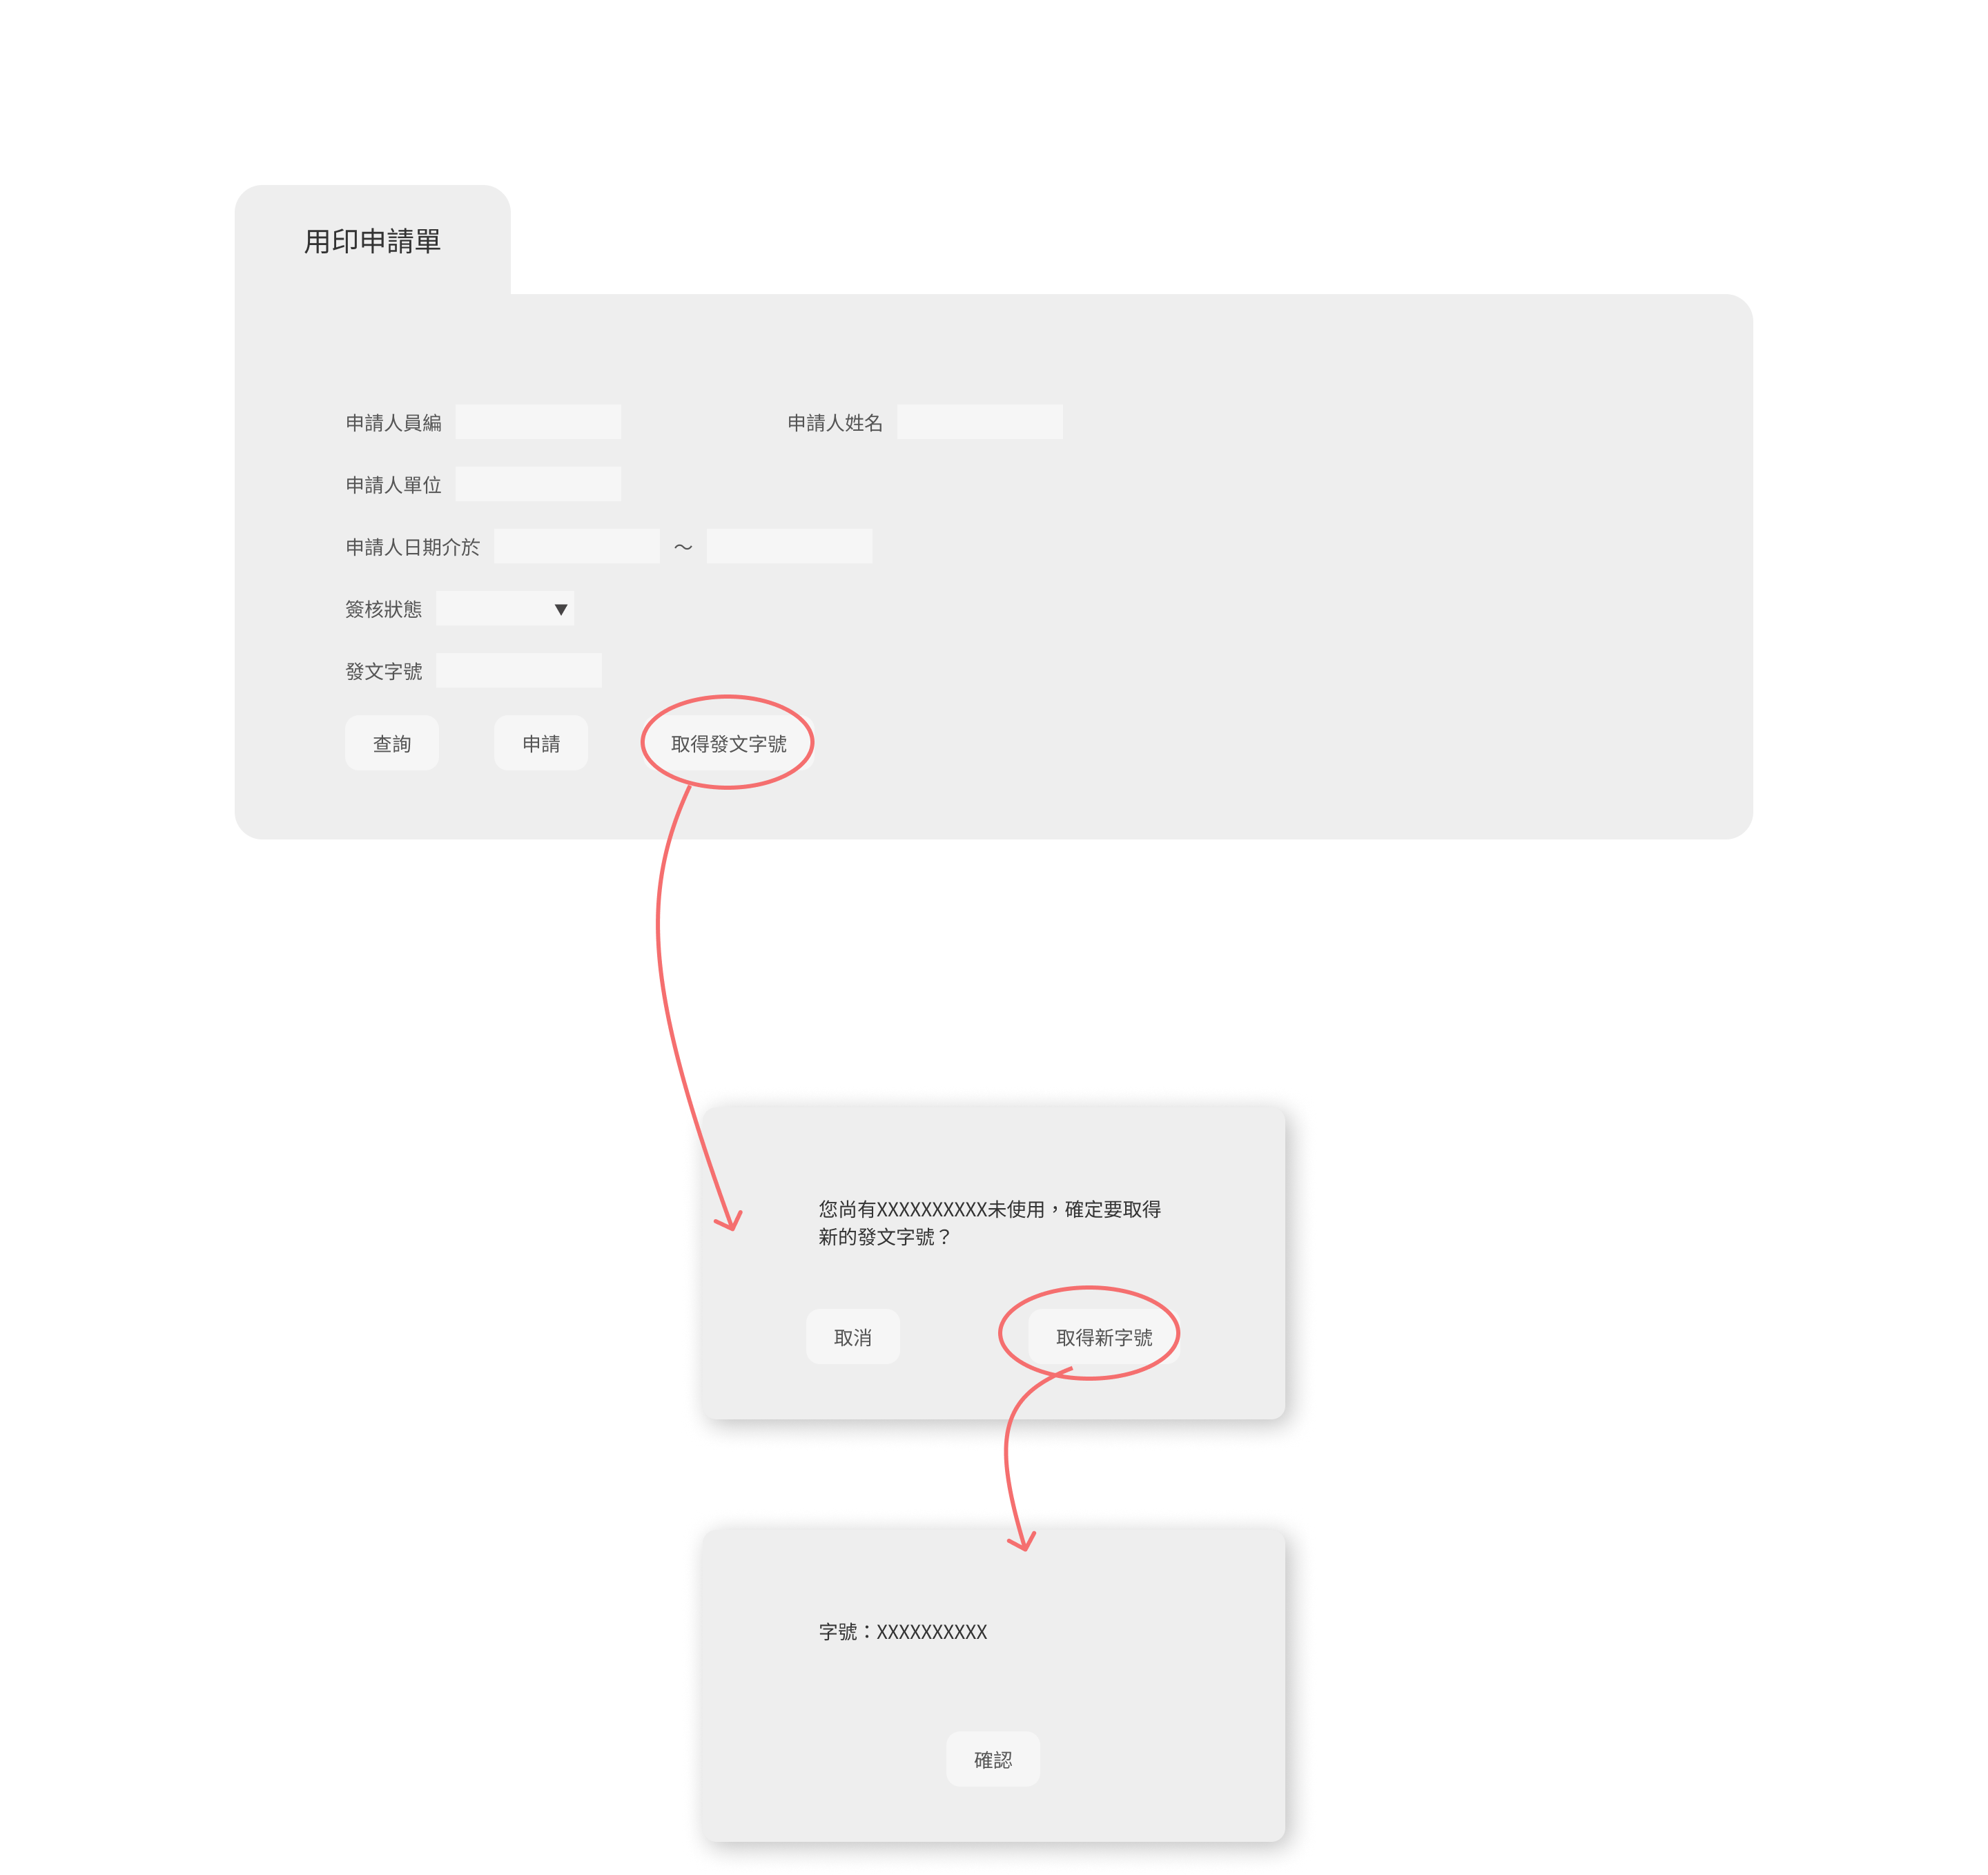 用印申請單
申請人員編 申請人姓名
申請人單位
申請人日期介於 ～
簽核狀態 ▼
發文字號
查詢 申請 取得發文字號
您尚有XXXXXXXXXX未使用，確定要取得
新的發文字號？
取消 取得新字號
字號：XXXXXXXXXX
確認